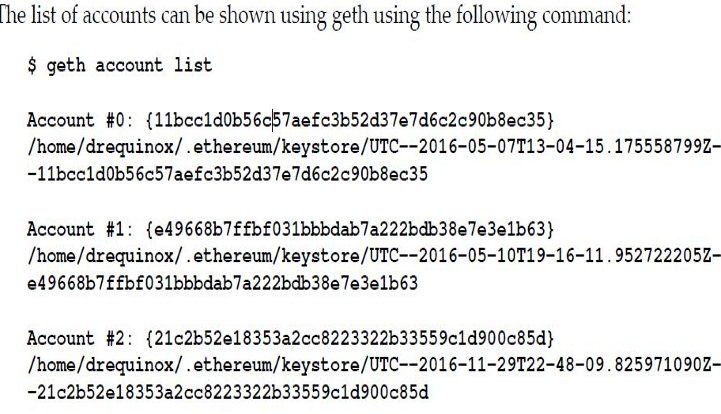 The list of accounts can be shown using geth using the following command:
$ geth account list
Account #0: {11bcc1d0b56c57aefc3b52d37e7d6c2c90b8ec35}
/home/drequinox/.ethereum/keystore/UTC--2016-05-07T13-04-15.175558799Z-
-11bcc1d0b56c57aefc3b52d37e7d6c2c90b8ec35
Account #1: {e49668b7ffbf031bbbdab7a222bdb38e7e3e1b63}
/home/drequinox/.ethereum/keystore/UTC--2016-05-10T19-16-11.952722205Z-
e49668b7ffbf031bbbdab7a222bdb38e7e3e1b63
Account #2: {21c2b52e18353a2cc8223322b33559c1d900c85d}
/home/drequinox/.ethereum/keystore/UTC--2016-11-29T22-48-09.825971090Z-
-21c2b52e18353a2cc8223322b33559c1d900c85d